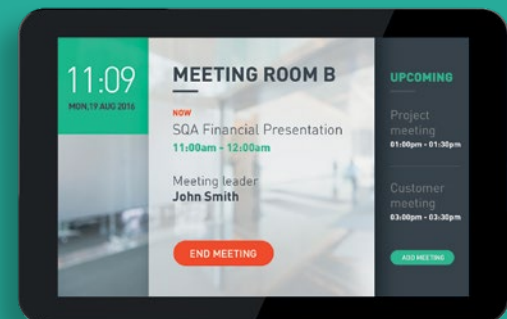 11:09
MON,19 AUG 2016
MEETING ROOM B
NOW
SQA Financial Presentation
11:00am - 12:00am
Meeting leader
John Smith
END MEETING
UPCOMING
Project
meeting
01:00pm - 01:30pm
Customer
meeting
03:00pm - 03:30pm
ADD MEETING